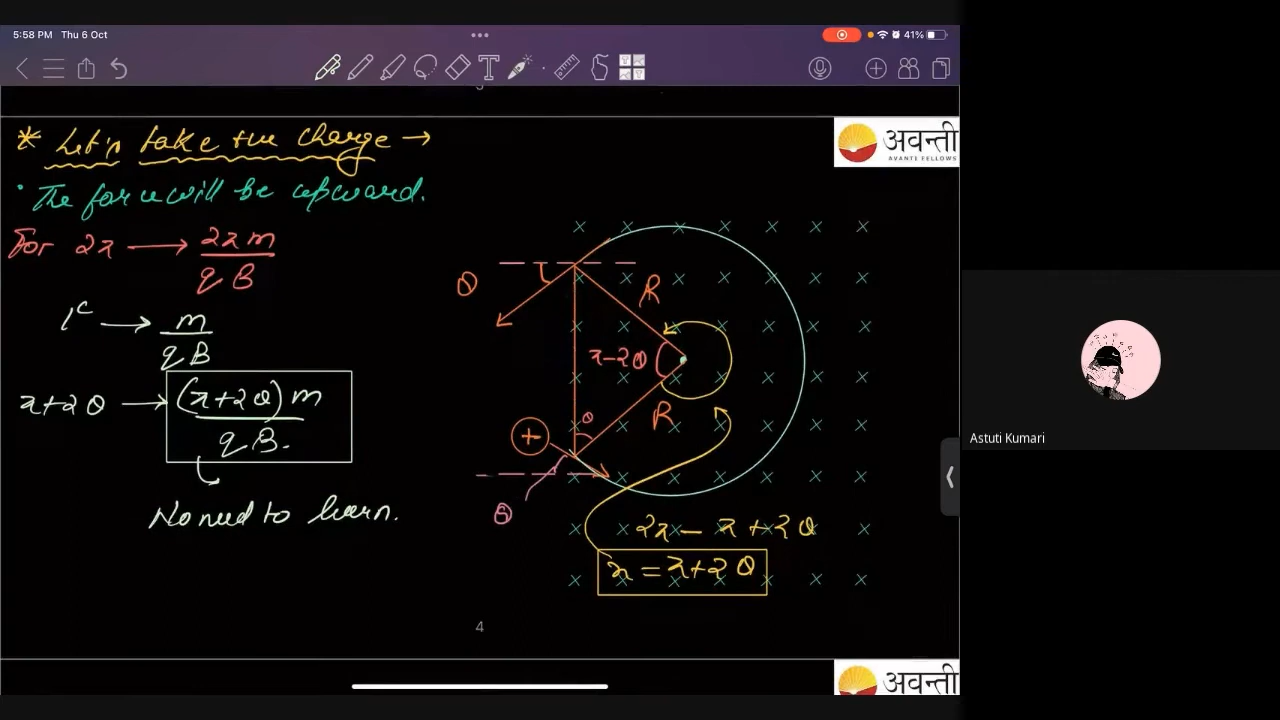 5:58 PM Thu 6 Oct
41%
* Let's take +ve charge →
अवन्ती
AVANTI FELLOWS
• The force will be upward.
For 2π → 2πm / qB
1ᶜ → m / qB
π+2θ → (π+2θ)m / qB.
No need to learn.
θ
R
π-2θ
R
θ
+
θ
2π - π + 2θ
x = π+2θ
4
अवन्ती
Astuti Kumari